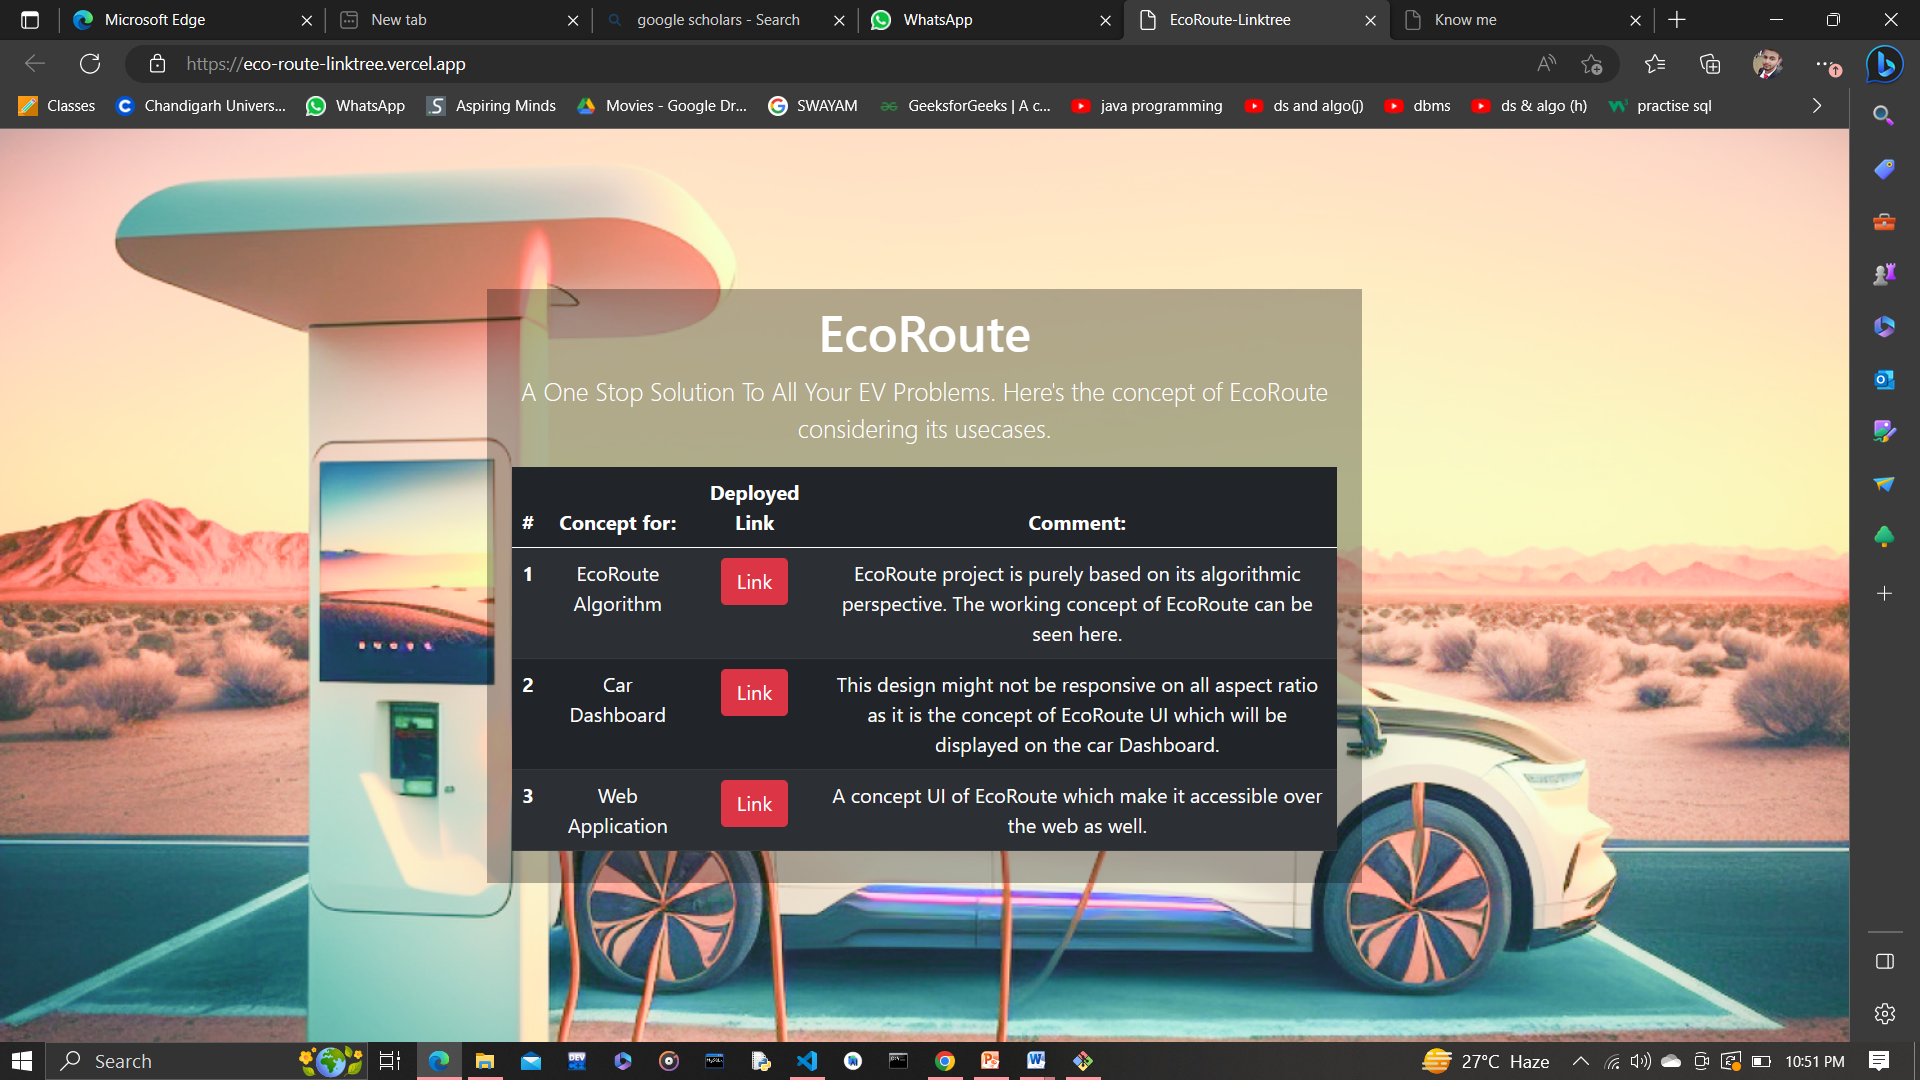 Microsoft Edge
New tab
google scholars - Search
WhatsApp
EcoRoute-Linktree
Know me
https://eco-route-linktree.vercel.app
Classes
Chandigarh Univers...
WhatsApp
Aspiring Minds
Movies - Google Dr...
SWAYAM
GeeksforGeeks | A c...
java programming
ds and algo(j)
dbms
ds & algo (h)
practise sql
EcoRoute
A One Stop Solution To All Your EV Problems. Here's the concept of EcoRoute
considering its usecases.
# Concept for: Deployed Link Comment:
1 EcoRoute Algorithm Link EcoRoute project is purely based on its algorithmic
perspective. The working concept of EcoRoute can be
seen here.
2 Car Dashboard Link This design might not be responsive on all aspect ratio
as it is the concept of EcoRoute UI which will be
displayed on the car Dashboard.
3 Web Application Link A concept UI of EcoRoute which make it accessible over
the web as well.
Search
27°C Haze
10:51 PM